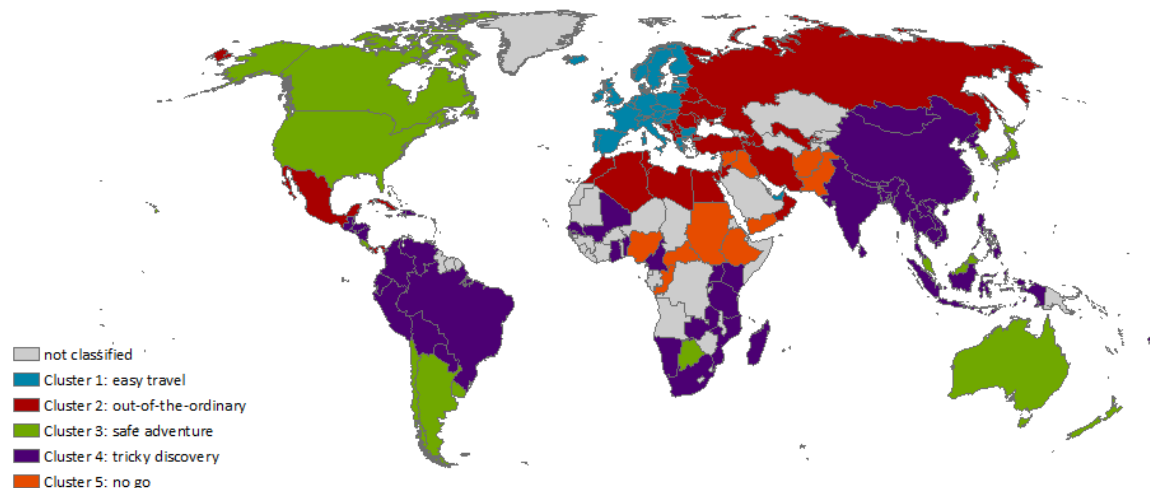 not classified
Cluster 1: easy travel
Cluster 2: out-of-the-ordinary
Cluster 3: safe adventure
Cluster 4: tricky discovery
Cluster 5: no go